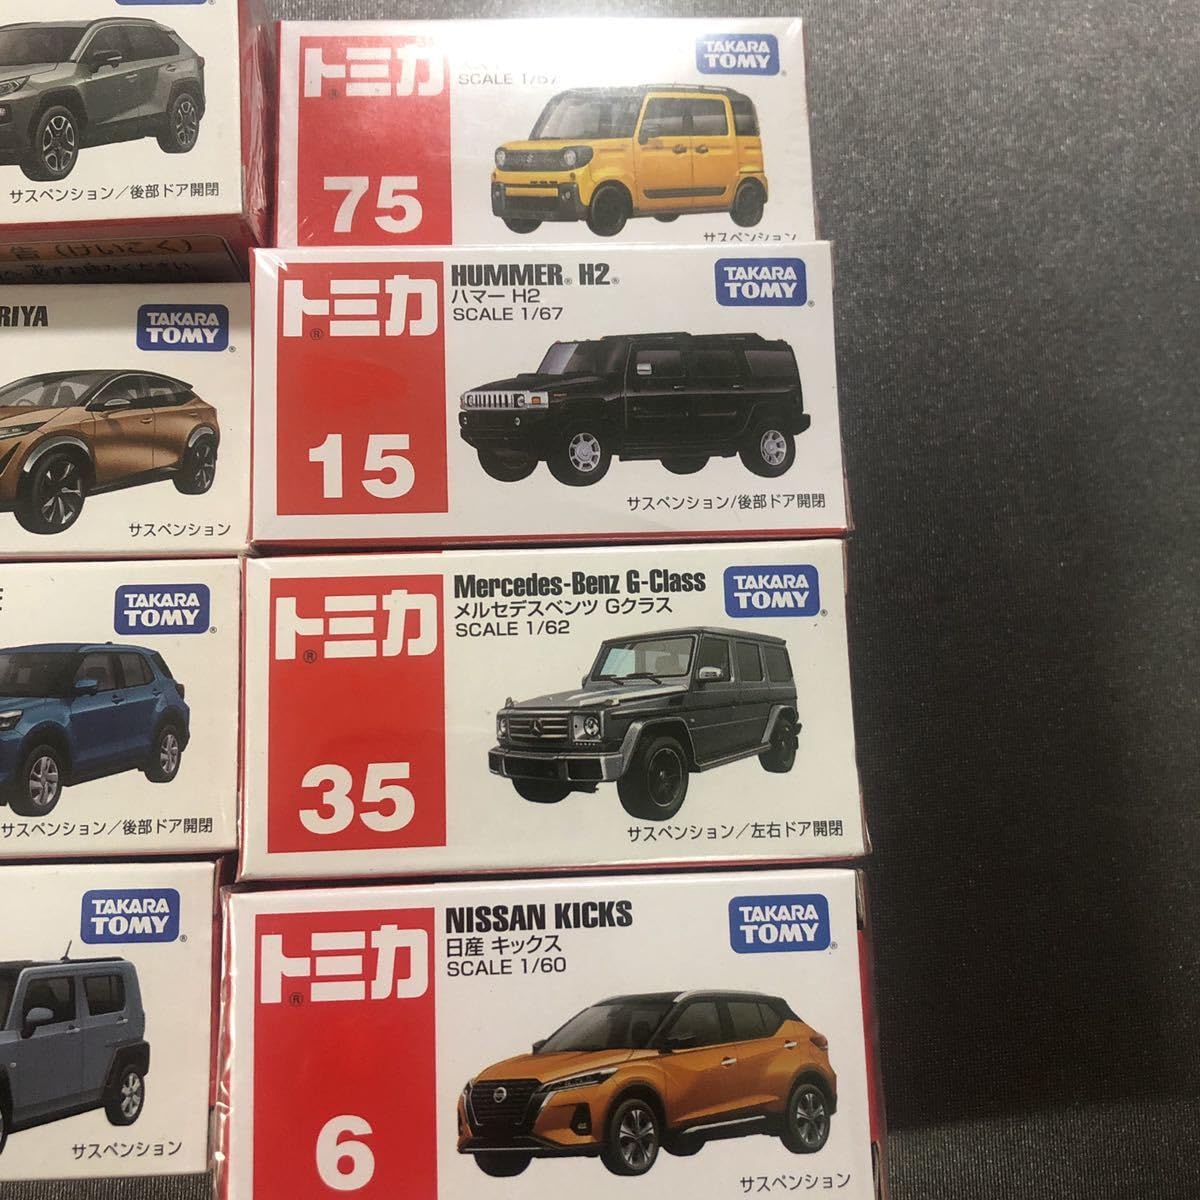 サスペンション／後部ドア開閉
告（けいこく）
RIYA
TAKARA
TOMY
サスペンション
TAKARA
TOMY
サスペンション／後部ドア開閉
TAKARA
TOMY
サスペンション
トミカ
SCALE 1/67
TAKARA
TOMY
75
サスペンション
トミカ
HUMMER® H2®
ハマー H2
SCALE 1/67
TAKARA
TOMY
15
サスペンション/後部ドア開閉
トミカ
Mercedes-Benz G-Class
メルセデスベンツ Gクラス
SCALE 1/62
TAKARA
TOMY
35
サスペンション／左右ドア開閉
トミカ
NISSAN KICKS
日産 キックス
SCALE 1/60
TAKARA
TOMY
6
サスペンション